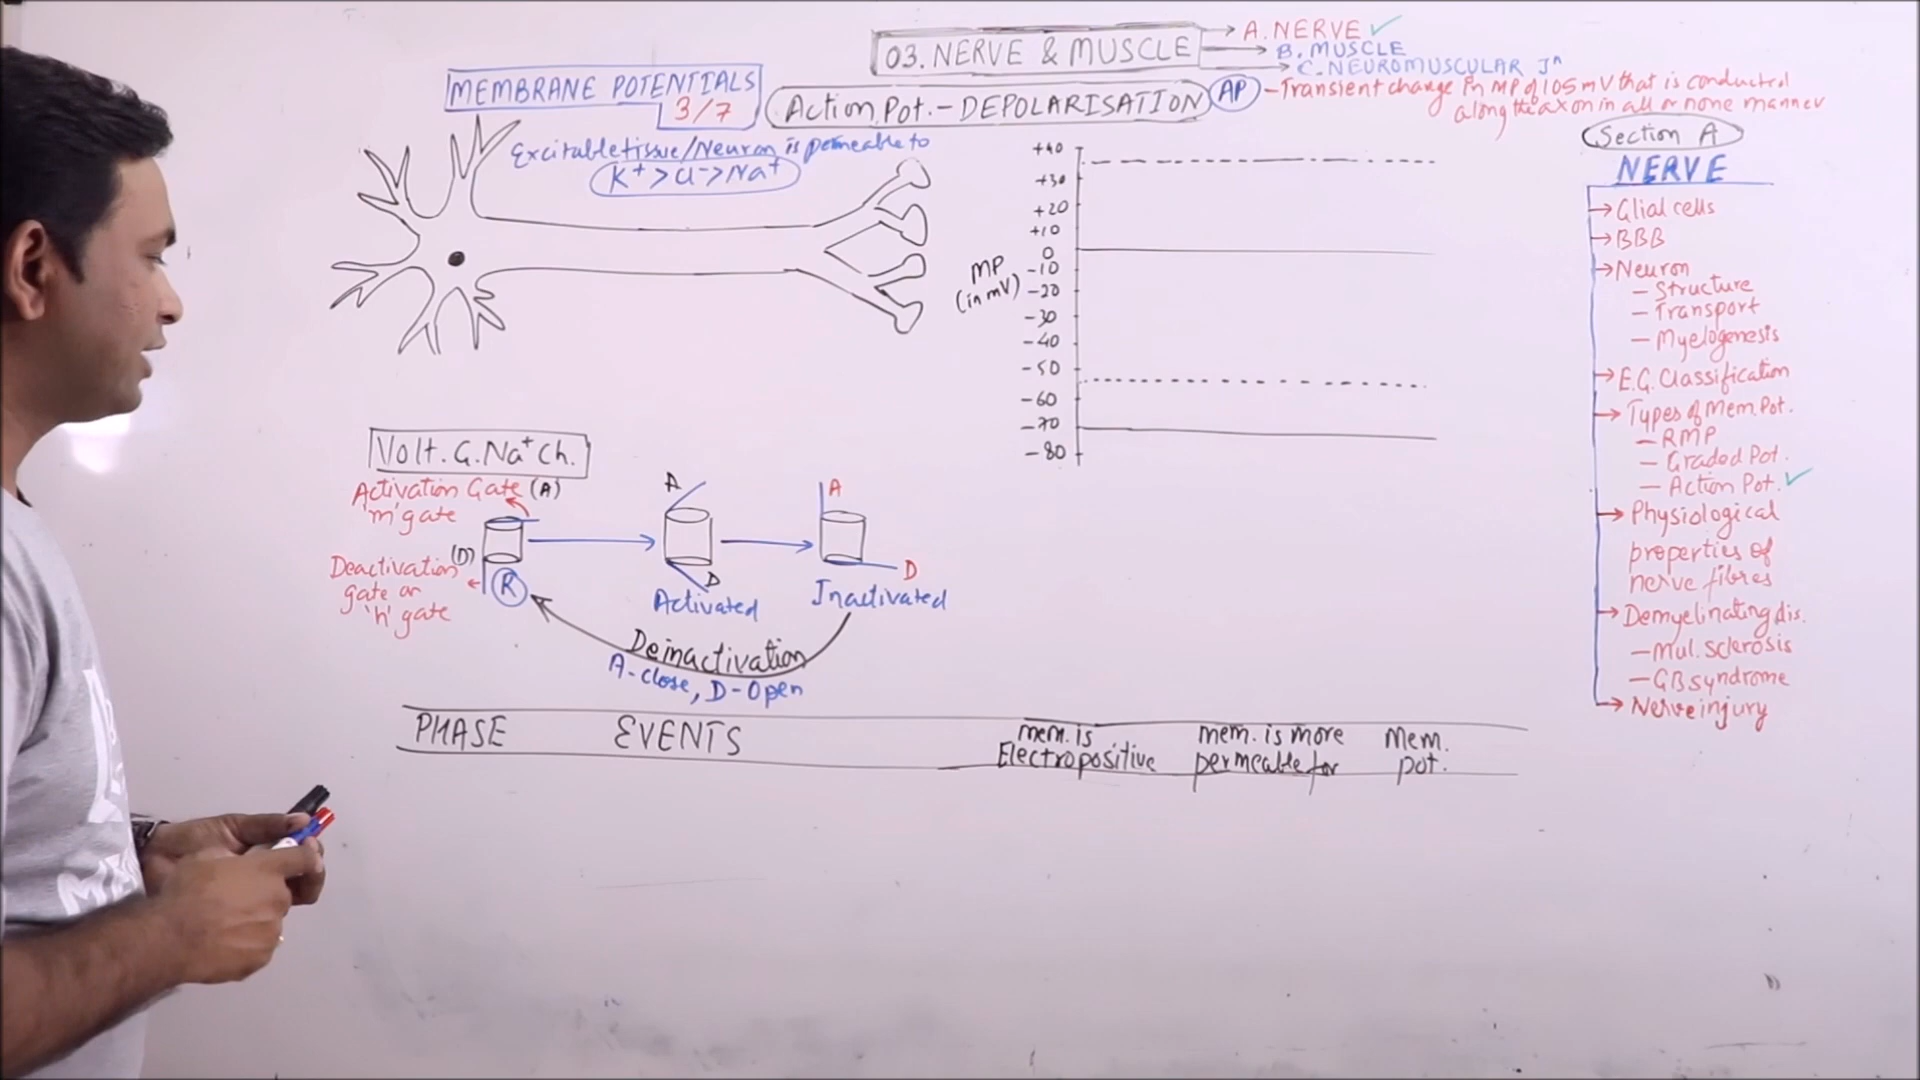 03. NERVE & MUSCLE
A. NERVE ✓
B. MUSCLE
C. NEUROMUSCULAR Jⁿ
MEMBRANE POTENTIALS
3/7
Action Pot. – DEPOLARISATION
AP – Transient change in MP of 105 mV that is conducted
along the axon in all or none manner
Excitable tissue/Neuron is permeable to
K⁺ > Cl⁻ > Na⁺
+40
+30
+20
+10
0
-10
-20
-30
-40
-50
-60
-70
-80
MP
(in mV)
Section A
NERVE
Glial cells
BBB
Neuron
– Structure
– Transport
– Myelogenesis
E.G. Classification
Types of Mem. Pot.
– RMP
– Graded Pot.
– Action Pot. ✓
Physiological
properties of
nerve fibres
Demyelinating dis.
– Mul. Sclerosis
– GB syndrome
Nerve injury
Volt. G. Na⁺ Ch.
Activation Gate (A)
'm' gate
Deactivation (D)
gate or
'h' gate
R
A
D
Activated
A
D
Inactivated
Deinactivation
A-close, D-Open
PHASE EVENTS mem. is Electropositive mem. is more permeable for Mem. pot.